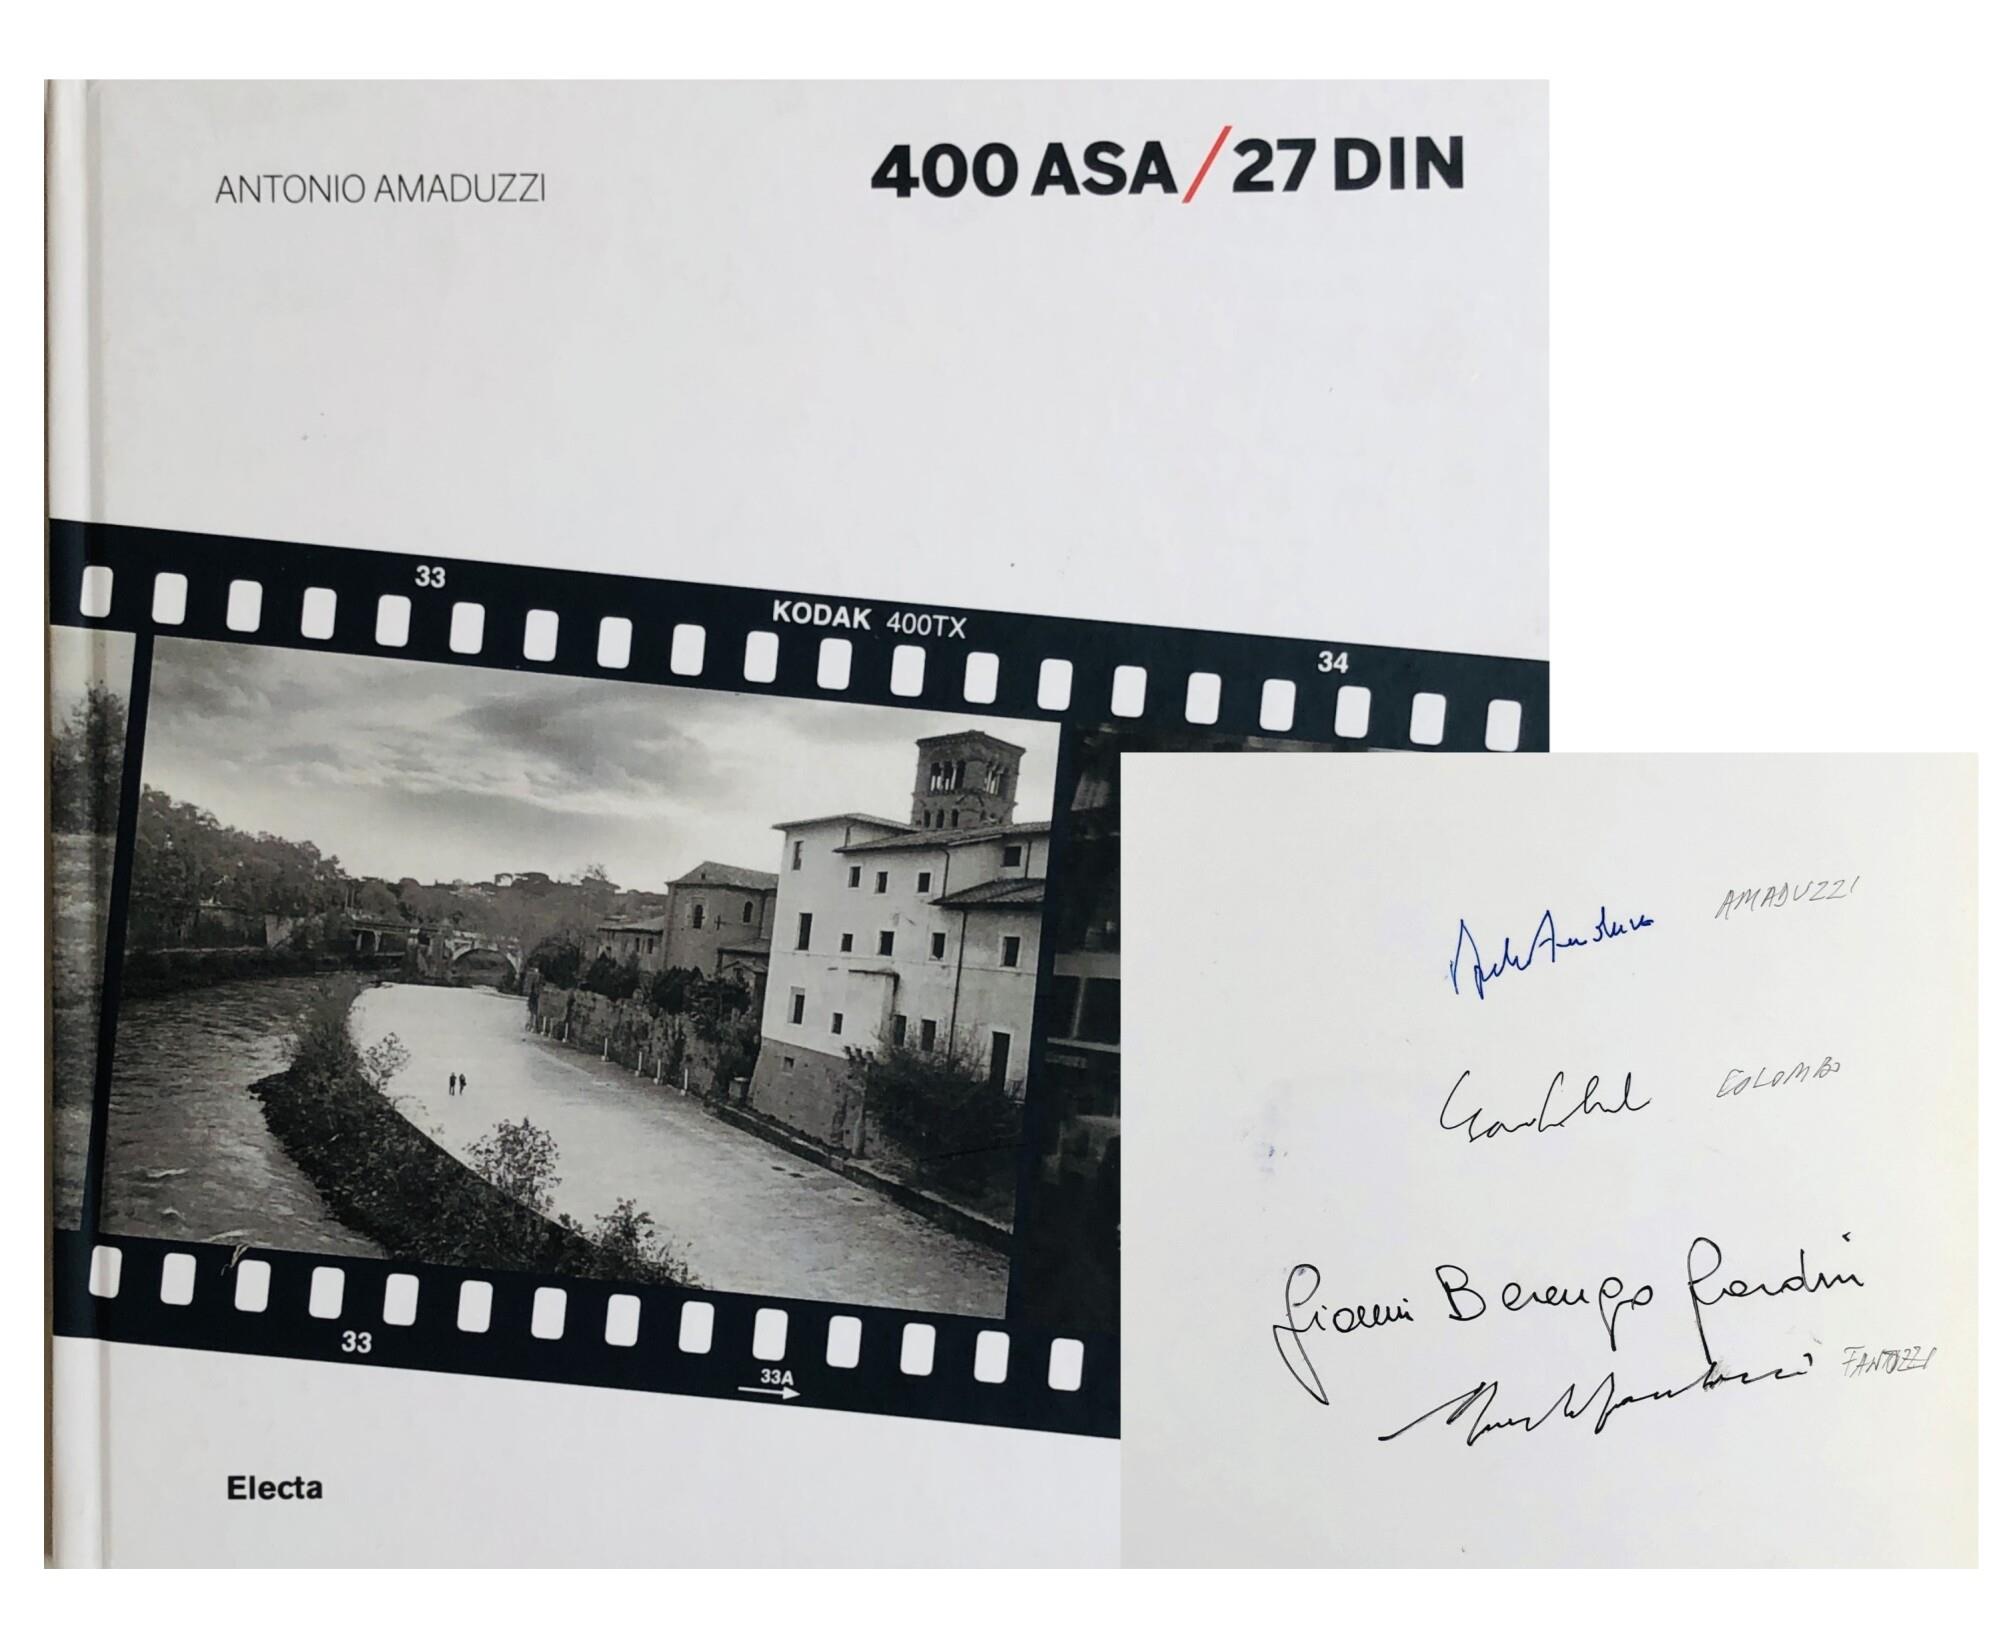 ANTONIO AMADUZZI
400 ASA/27 DIN
33
KODAK 400TX
34
33
33A
Electa
AMADUZZI
COLOMBO
Gianni Berengo Gardin
FANTUZZI